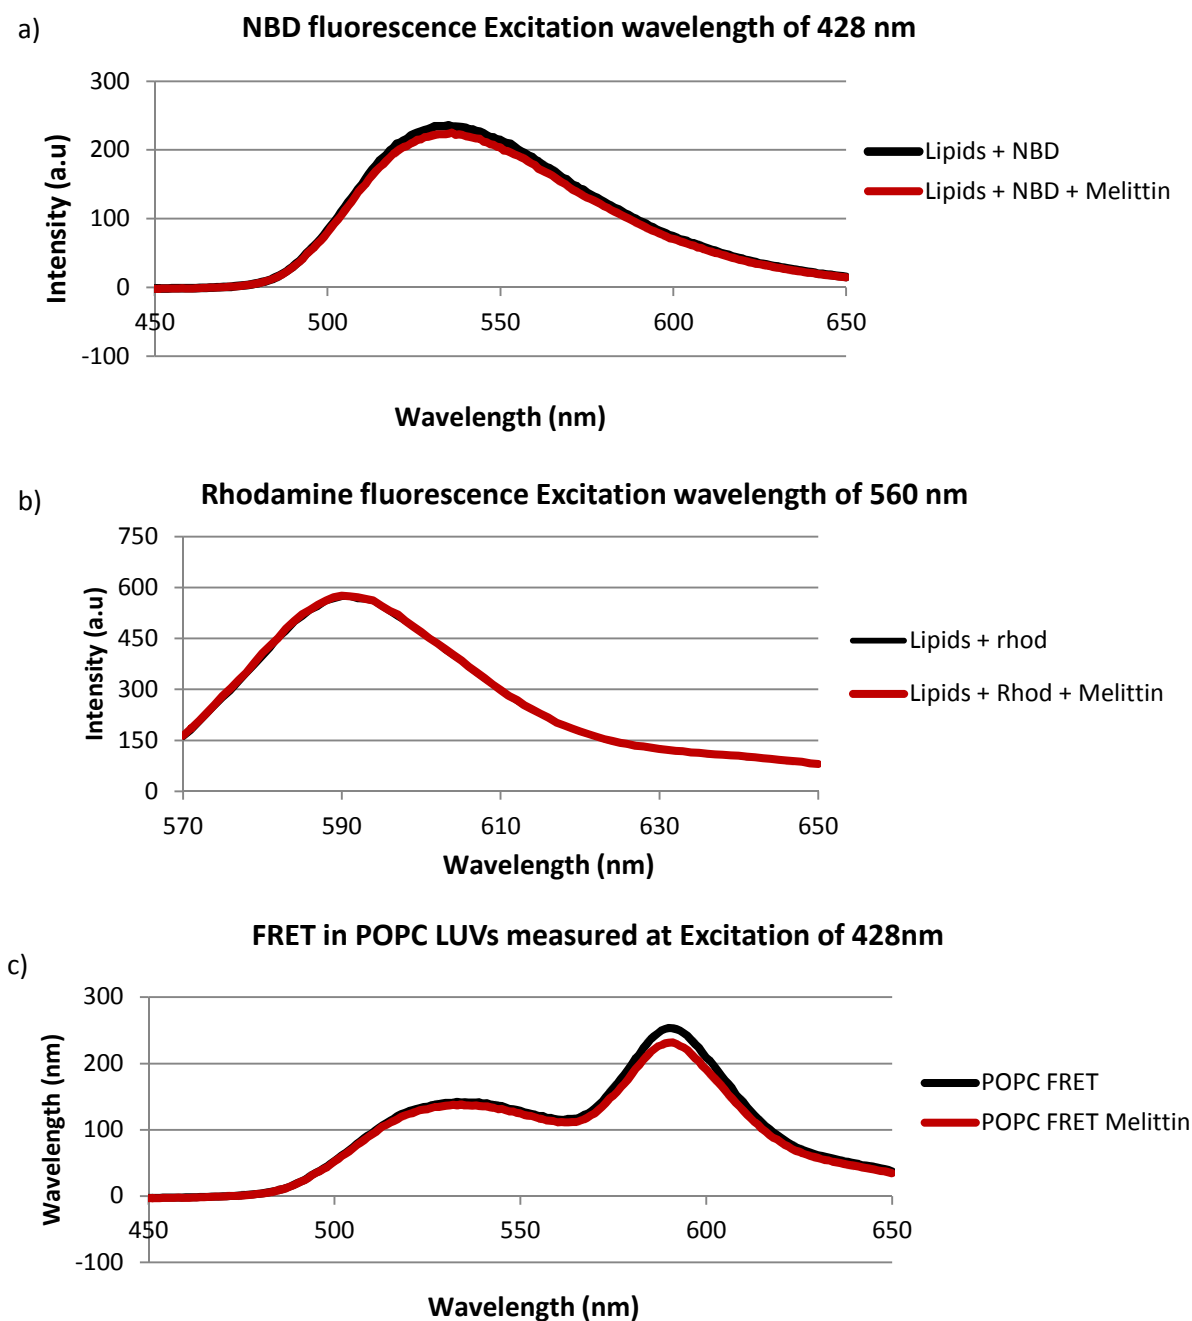 a)
NBD fluorescence Excitation wavelength of 428 nm
300
200
100
0
-100
450
500
550
600
650
Intensity (a.u)
Wavelength (nm)
Lipids + NBD
Lipids + NBD + Melittin
b)
Rhodamine fluorescence Excitation wavelength of 560 nm
750
600
450
300
150
0
570
590
610
630
650
Intensity (a.u)
Wavelength (nm)
Lipids + rhod
Lipids + Rhod + Melittin
c)
FRET in POPC LUVs measured at Excitation of 428nm
300
200
100
0
-100
450
500
550
600
650
Wavelength (nm)
Wavelength (nm)
POPC FRET
POPC FRET Melittin